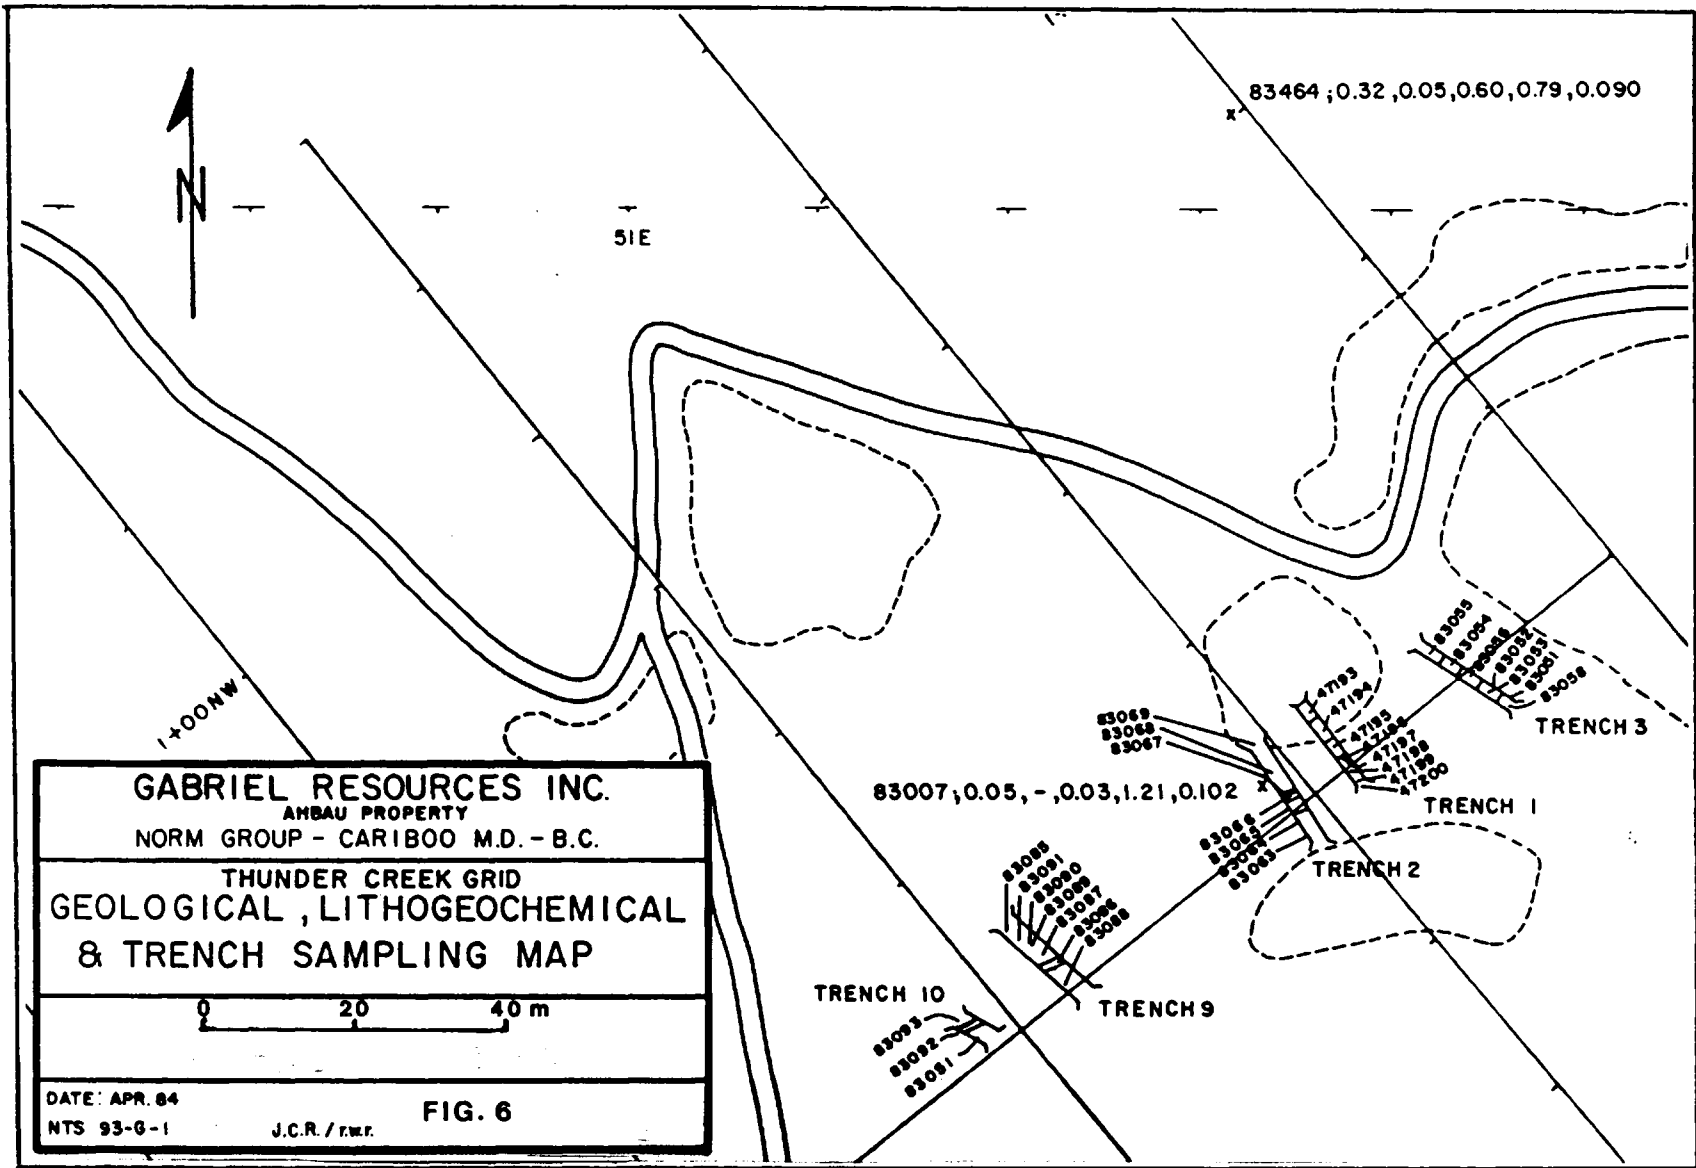 83464;0.32,0.05,0.60,0.79,0.090
N
51E
83055
83054
83056
83052
83053
83051
83058
TRENCH 3
47193
47194
47195
47197
47198
47199
47200
TRENCH 1
83069
83068
83067
83007;0.05,-,0.03,1.21,0.102
83066
83065
83064
83063
TRENCH 2
83085
83091
83090
83089
83087
83086
83088
TRENCH 9
TRENCH 10
83093
83092
83031
1+00NW
GABRIEL RESOURCES INC.
AHBAU PROPERTY
NORM GROUP - CARIBOO M.D. - B.C.
THUNDER CREEK GRID
GEOLOGICAL, LITHOGEOCHEMICAL
& TRENCH SAMPLING MAP
0 20 40 m
DATE: APR. 84
NTS 93-G-1
J.C.R. / r.w.r.
FIG. 6